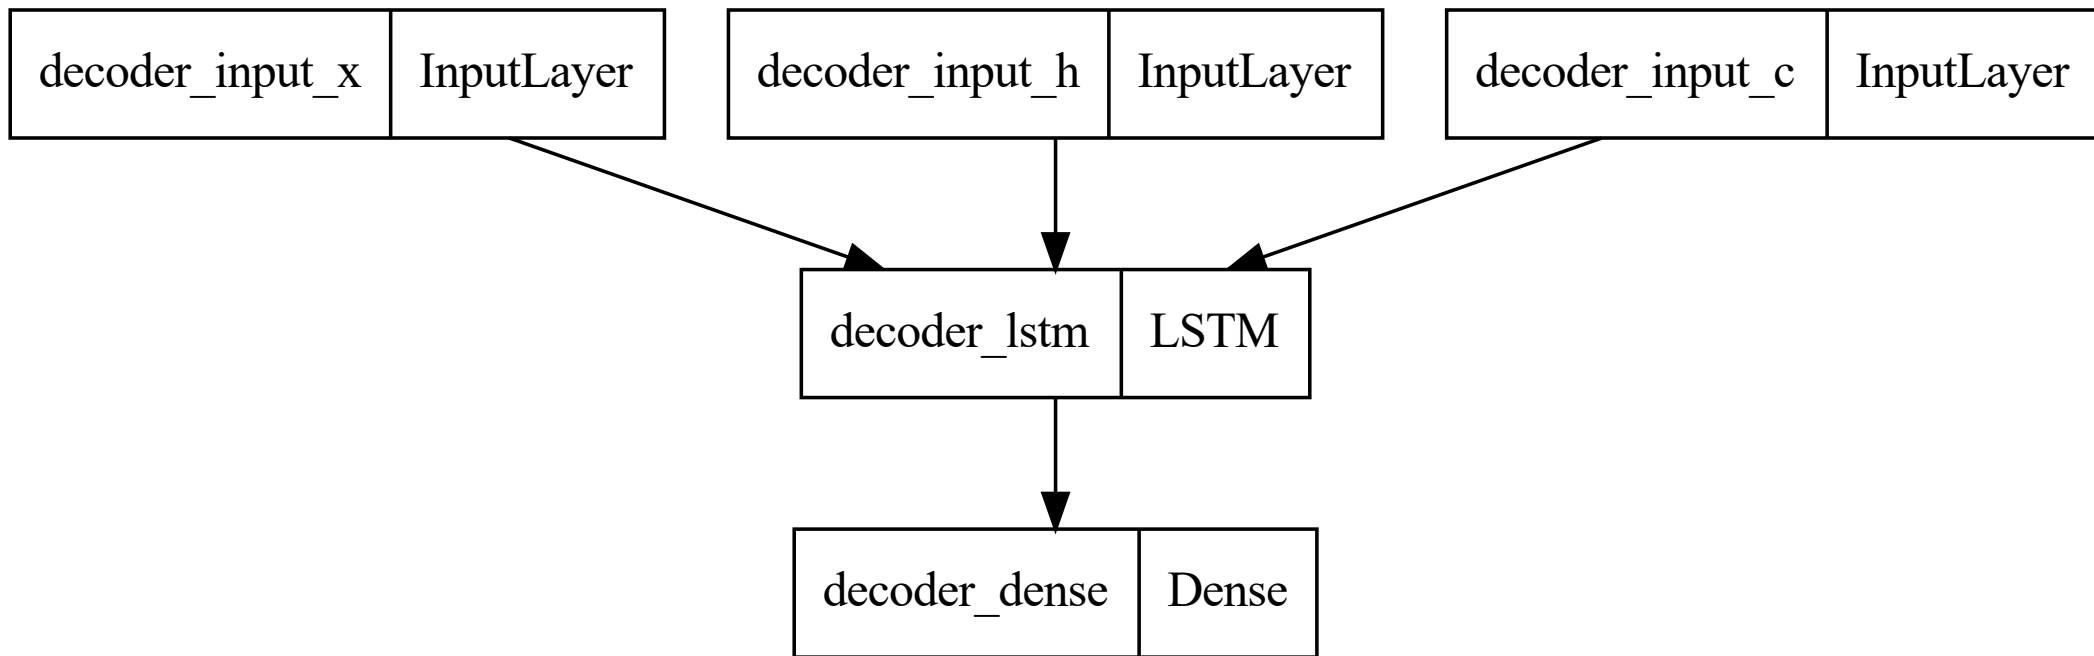 decoder_input_x InputLayer decoder_input_h InputLayer decoder_input_c InputLayer
decoder_lstm LSTM
decoder_dense Dense